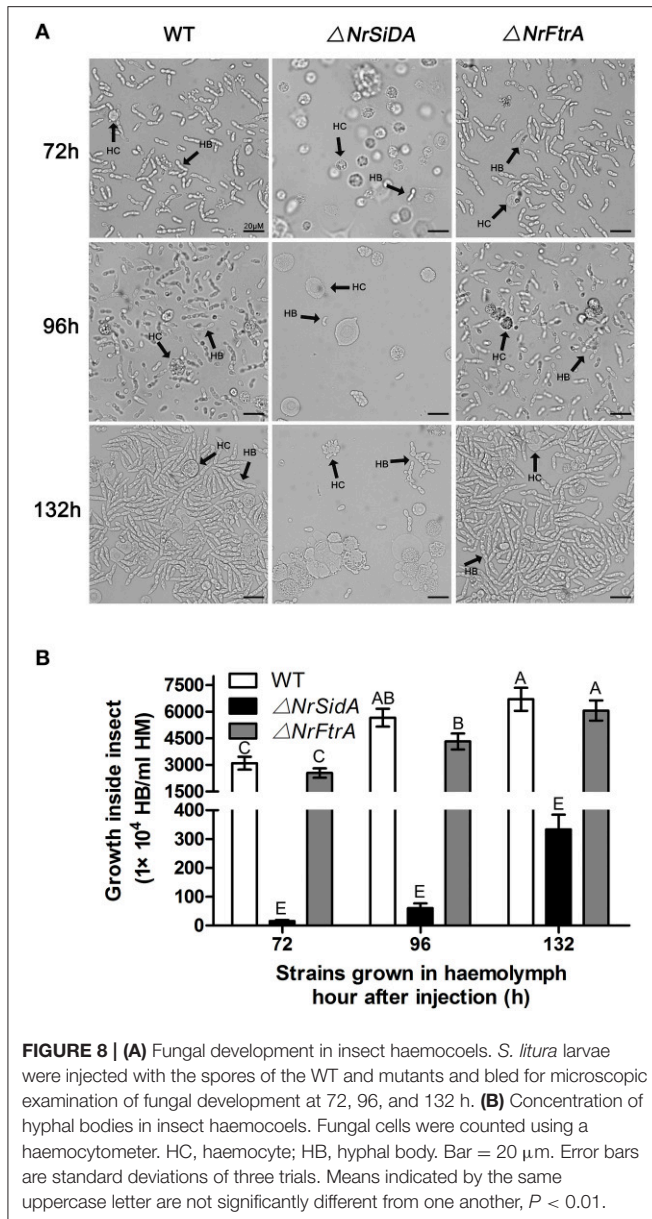 A
WT
△NrSiDA
△NrFtrA
72h
HC
HB
20μM
HC
HB
HB
HC
96h
HC
HB
HC
HB
HC
HB
132h
HC
HB
HC
HB
HC
HB
B
Growth inside insect
(1× 10⁴ HB/ml HM)
7500
6000
4500
3000
1500
400
300
200
100
0
WT
△NrSidA
△NrFtrA
C
E
C
AB
E
B
A
E
A
72
96
132
Strains grown in haemolymph
hour after injection (h)
FIGURE 8 | (A) Fungal development in insect haemocoels. S. litura larvae
were injected with the spores of the WT and mutants and bled for microscopic
examination of fungal development at 72, 96, and 132 h. (B) Concentration of
hyphal bodies in insect haemocoels. Fungal cells were counted using a
haemocytometer. HC, haemocyte; HB, hyphal body. Bar = 20 μm. Error bars
are standard deviations of three trials. Means indicated by the same
uppercase letter are not significantly different from one another, P < 0.01.